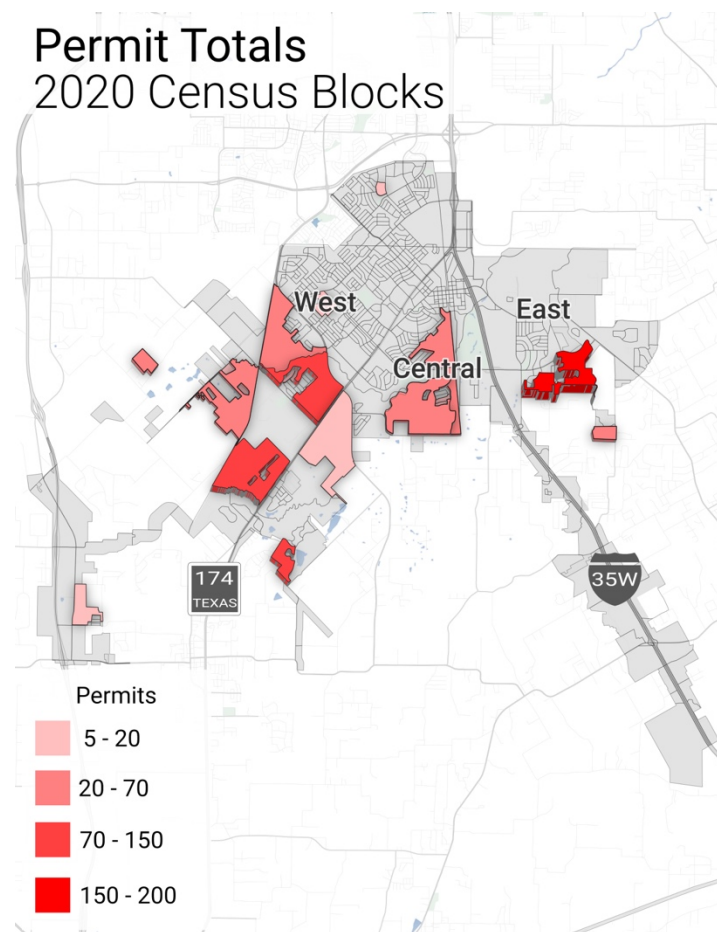 Permit Totals
2020 Census Blocks
West
East
Central
174
TEXAS
35W
Permits
5 - 20
20 - 70
70 - 150
150 - 200